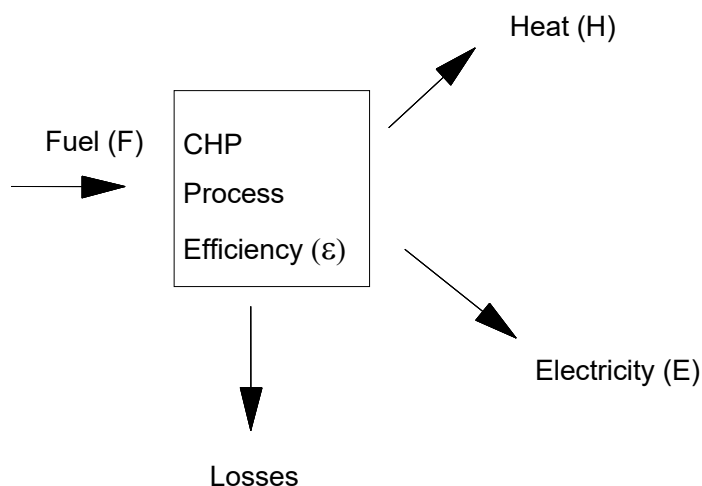 Heat (H)
Fuel (F)
CHP
Process
Efficiency (ε)
Electricity (E)
Losses